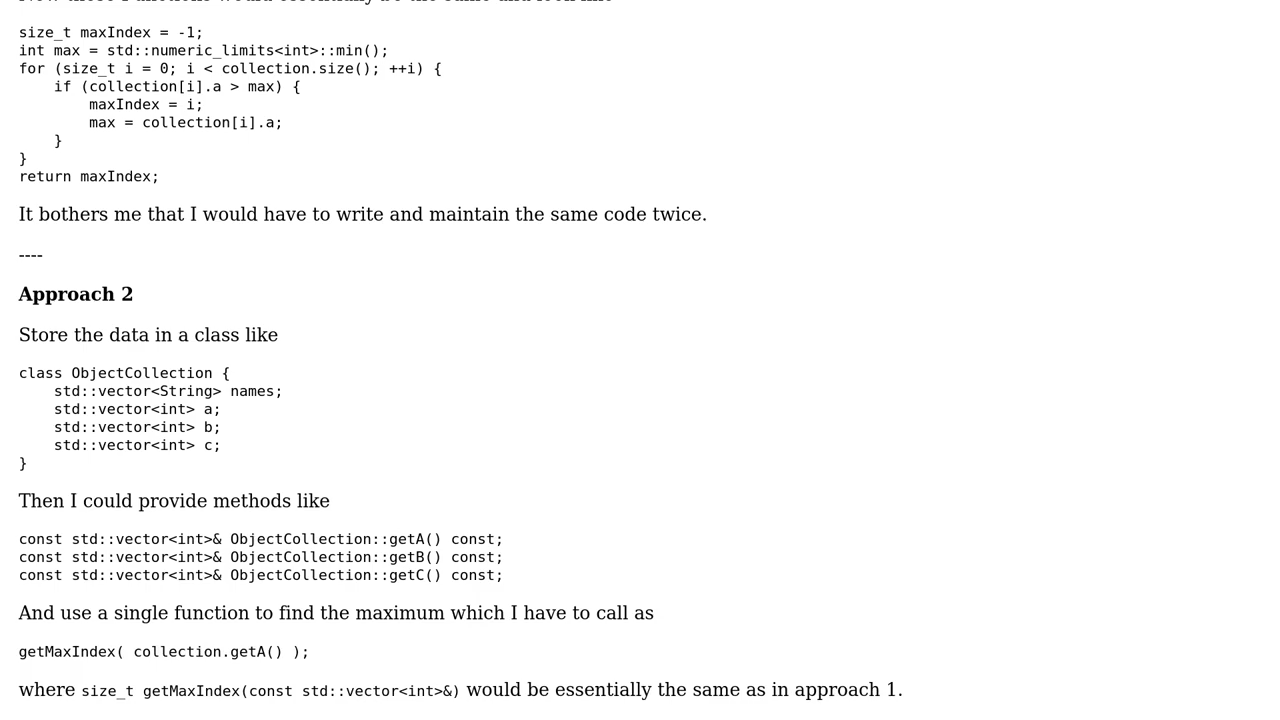 size_t maxIndex = -1;
int max = std::numeric_limits<int>::min();
for (size_t i = 0; i < collection.size(); ++i) {
    if (collection[i].a > max) {
        maxIndex = i;
        max = collection[i].a;
    }
}
return maxIndex;
It bothers me that I would have to write and maintain the same code twice.
----
Approach 2
Store the data in a class like
class ObjectCollection {
    std::vector<String> names;
    std::vector<int> a;
    std::vector<int> b;
    std::vector<int> c;
}
Then I could provide methods like
const std::vector<int>& ObjectCollection::getA() const;
const std::vector<int>& ObjectCollection::getB() const;
const std::vector<int>& ObjectCollection::getC() const;
And use a single function to find the maximum which I have to call as
getMaxIndex( collection.getA() );
where size_t getMaxIndex(const std::vector<int>&) would be essentially the same as in approach 1.